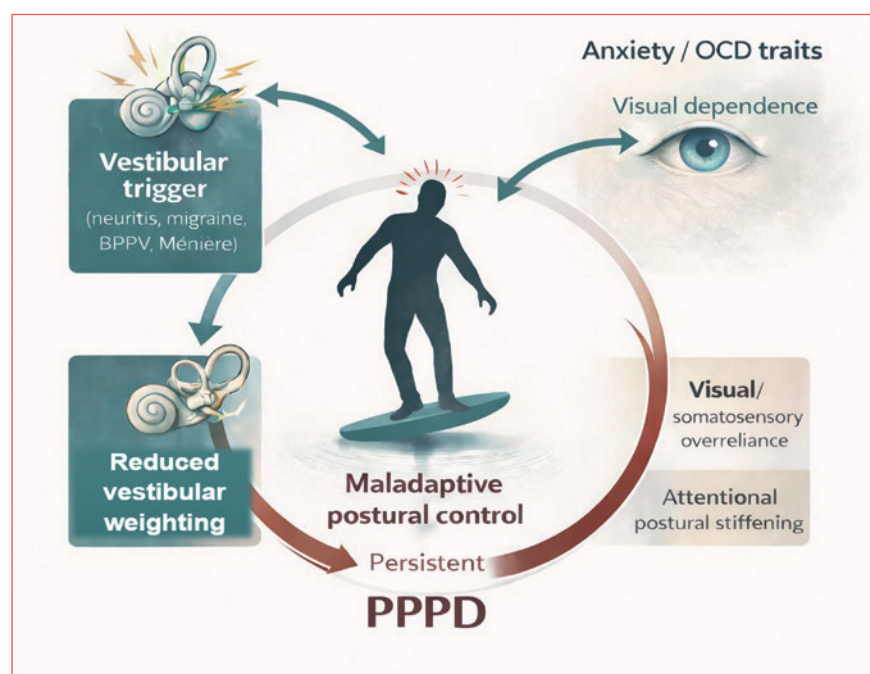 Anxiety / OCD traits
Visual dependence
Vestibular
trigger
(neuritis, migraine,
BPPV, Ménière)
Reduced
vestibular
weighting
Maladaptive
postural control
Persistent
PPPD
Visual/
somatosensory
overreliance
Attentional
postural stiffening